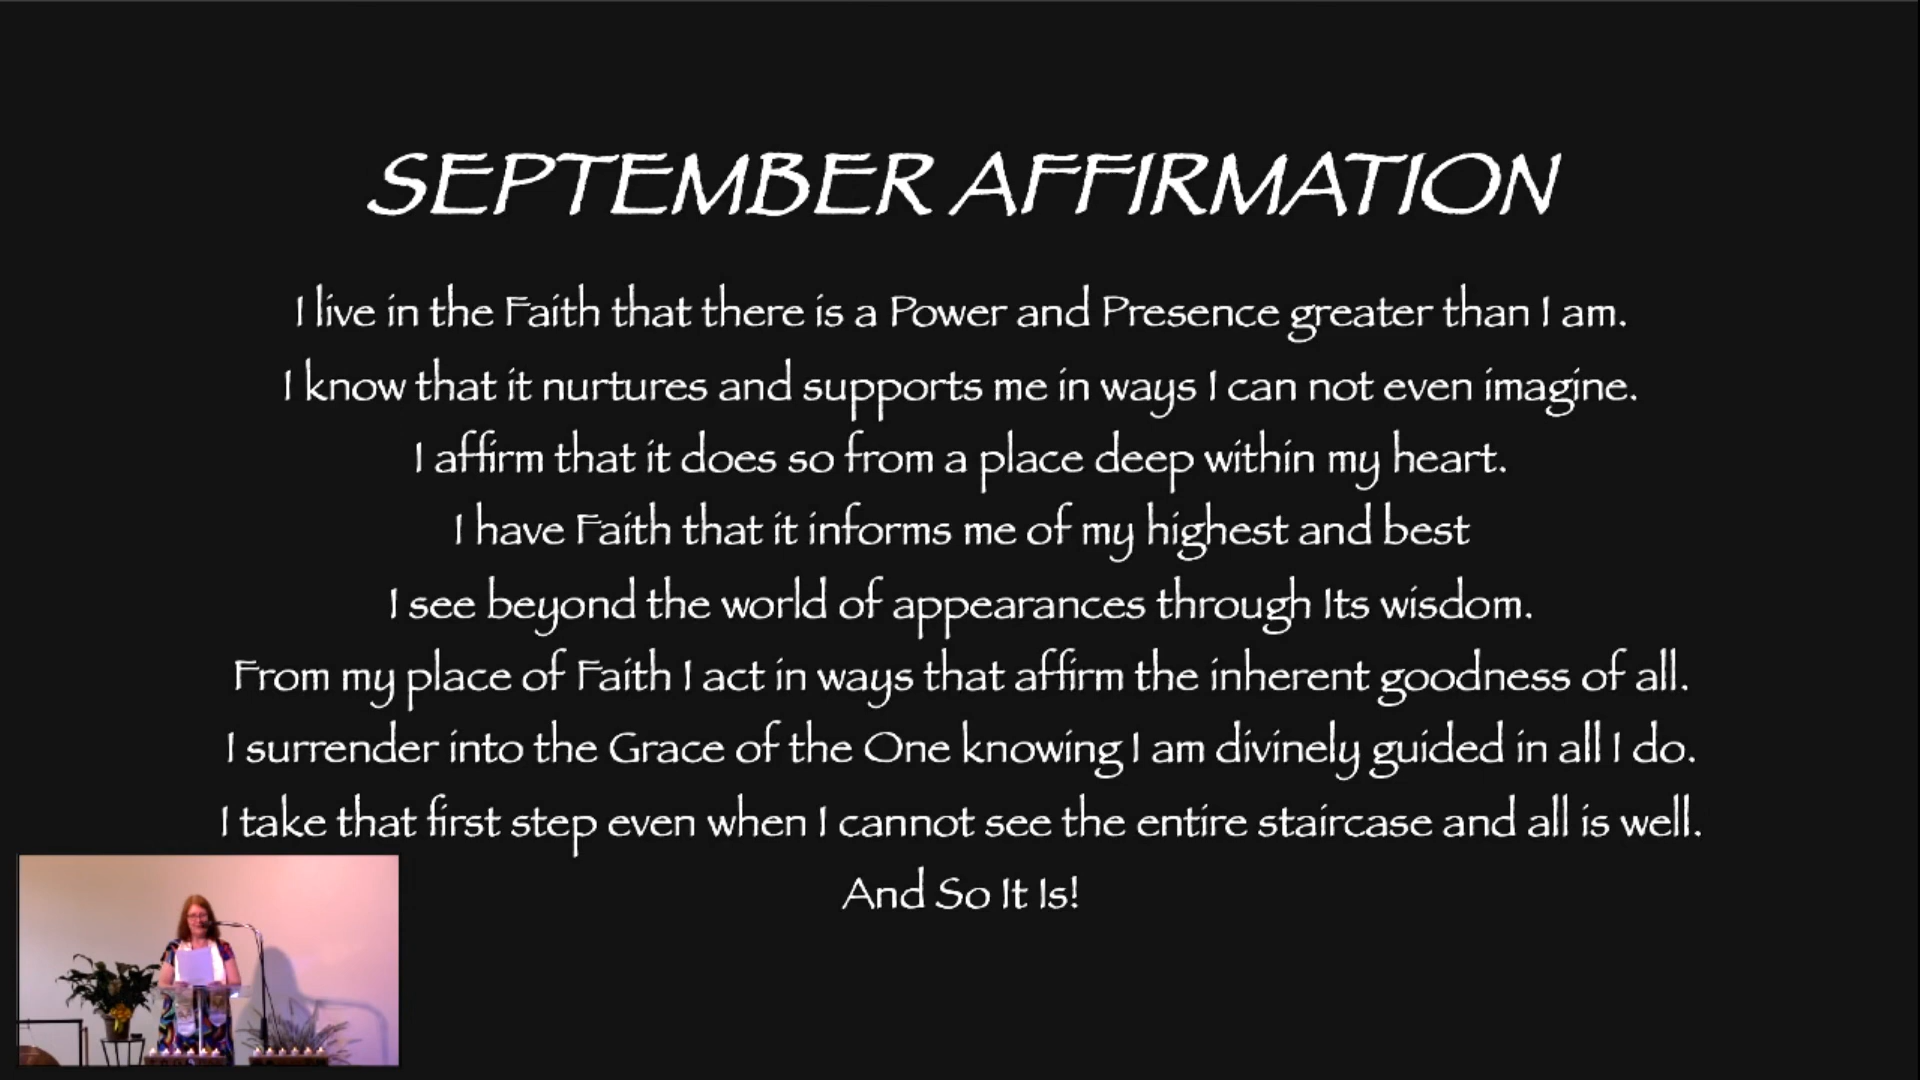 SEPTEMBER AFFIRMATION
I live in the Faith that there is a Power and Presence greater than I am.
I know that it nurtures and supports me in ways I can not even imagine.
I affirm that it does so from a place deep within my heart.
I have Faith that it informs me of my highest and best
I see beyond the world of appearances through Its wisdom.
From my place of Faith I act in ways that affirm the inherent goodness of all.
I surrender into the Grace of the One knowing I am divinely guided in all I do.
I take that first step even when I cannot see the entire staircase and all is well.
And So It Is!